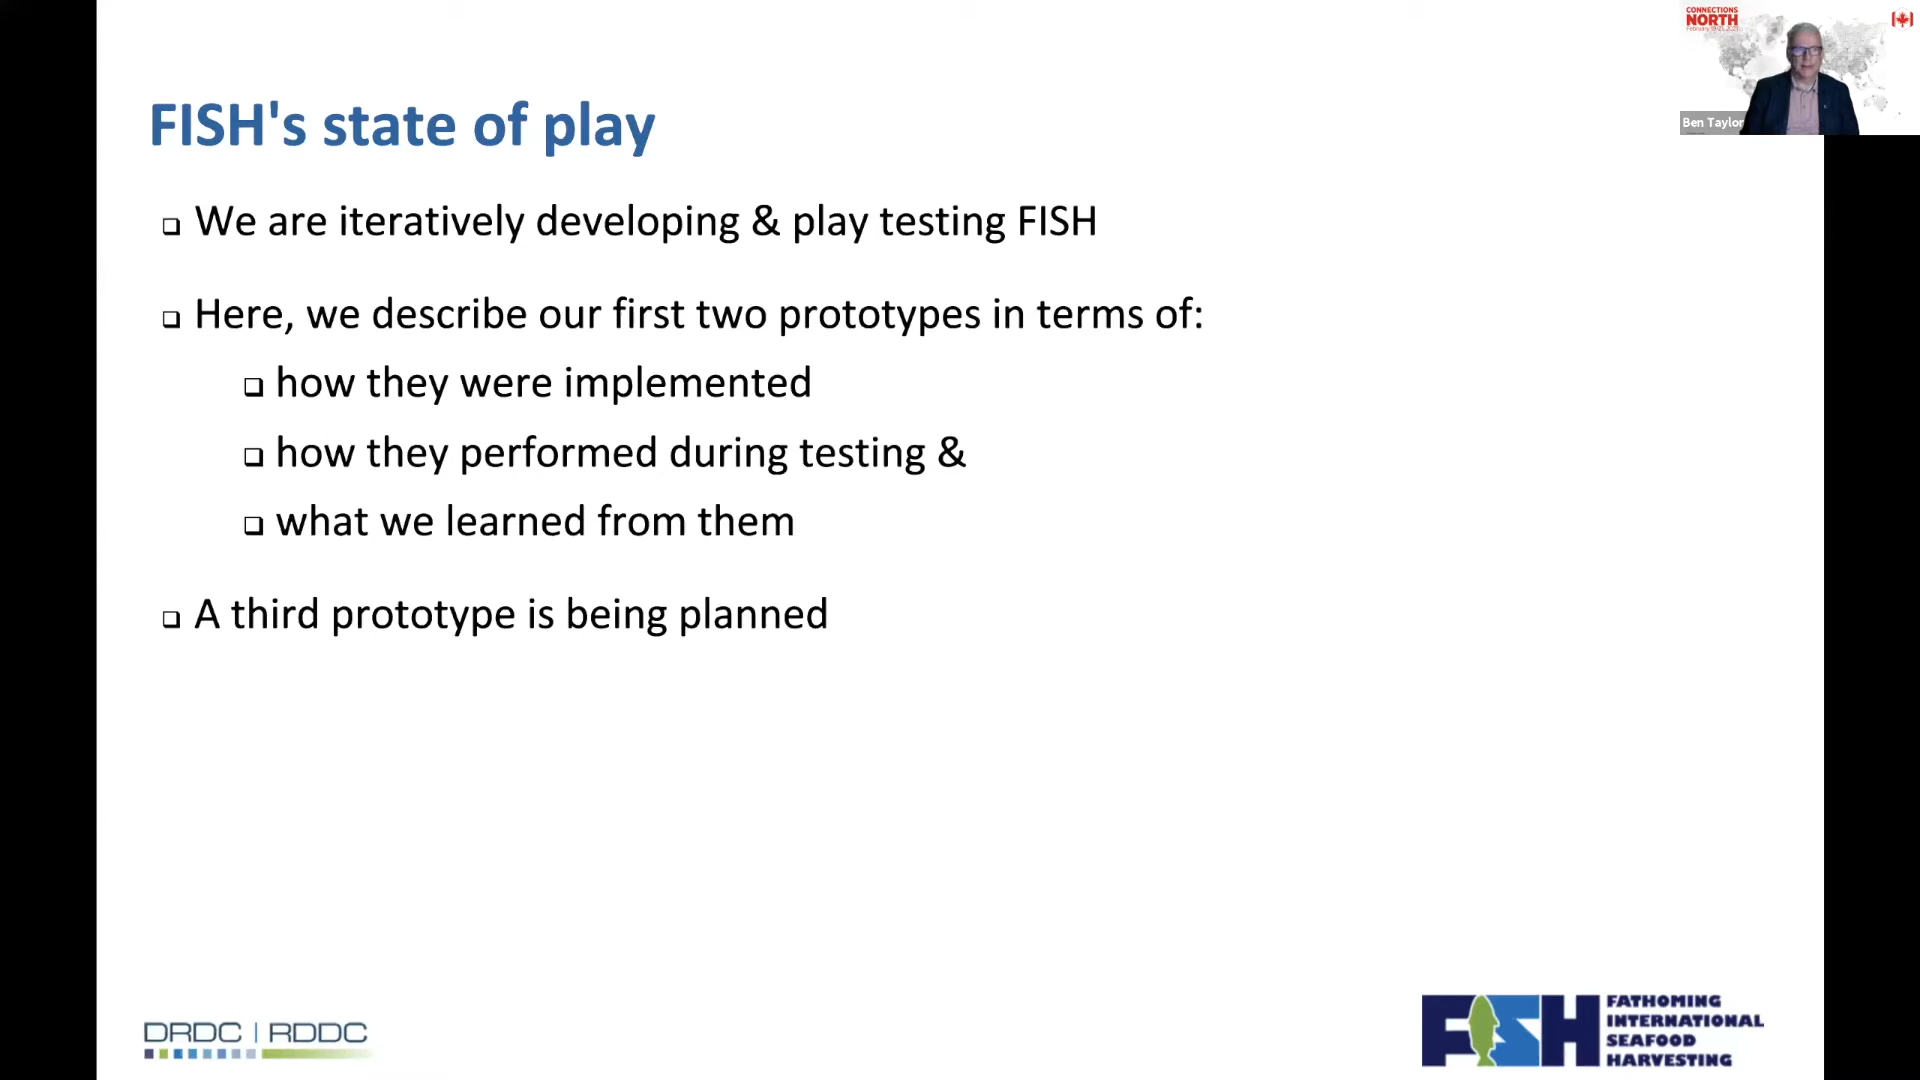 CONNECTIONS
NORTH
Ben Taylor
FISH's state of play
We are iteratively developing & play testing FISH
Here, we describe our first two prototypes in terms of:
how they were implemented
how they performed during testing &
what we learned from them
A third prototype is being planned
DRDC | RDDC
FISH
FATHOMING
INTERNATIONAL
SEAFOOD
HARVESTING